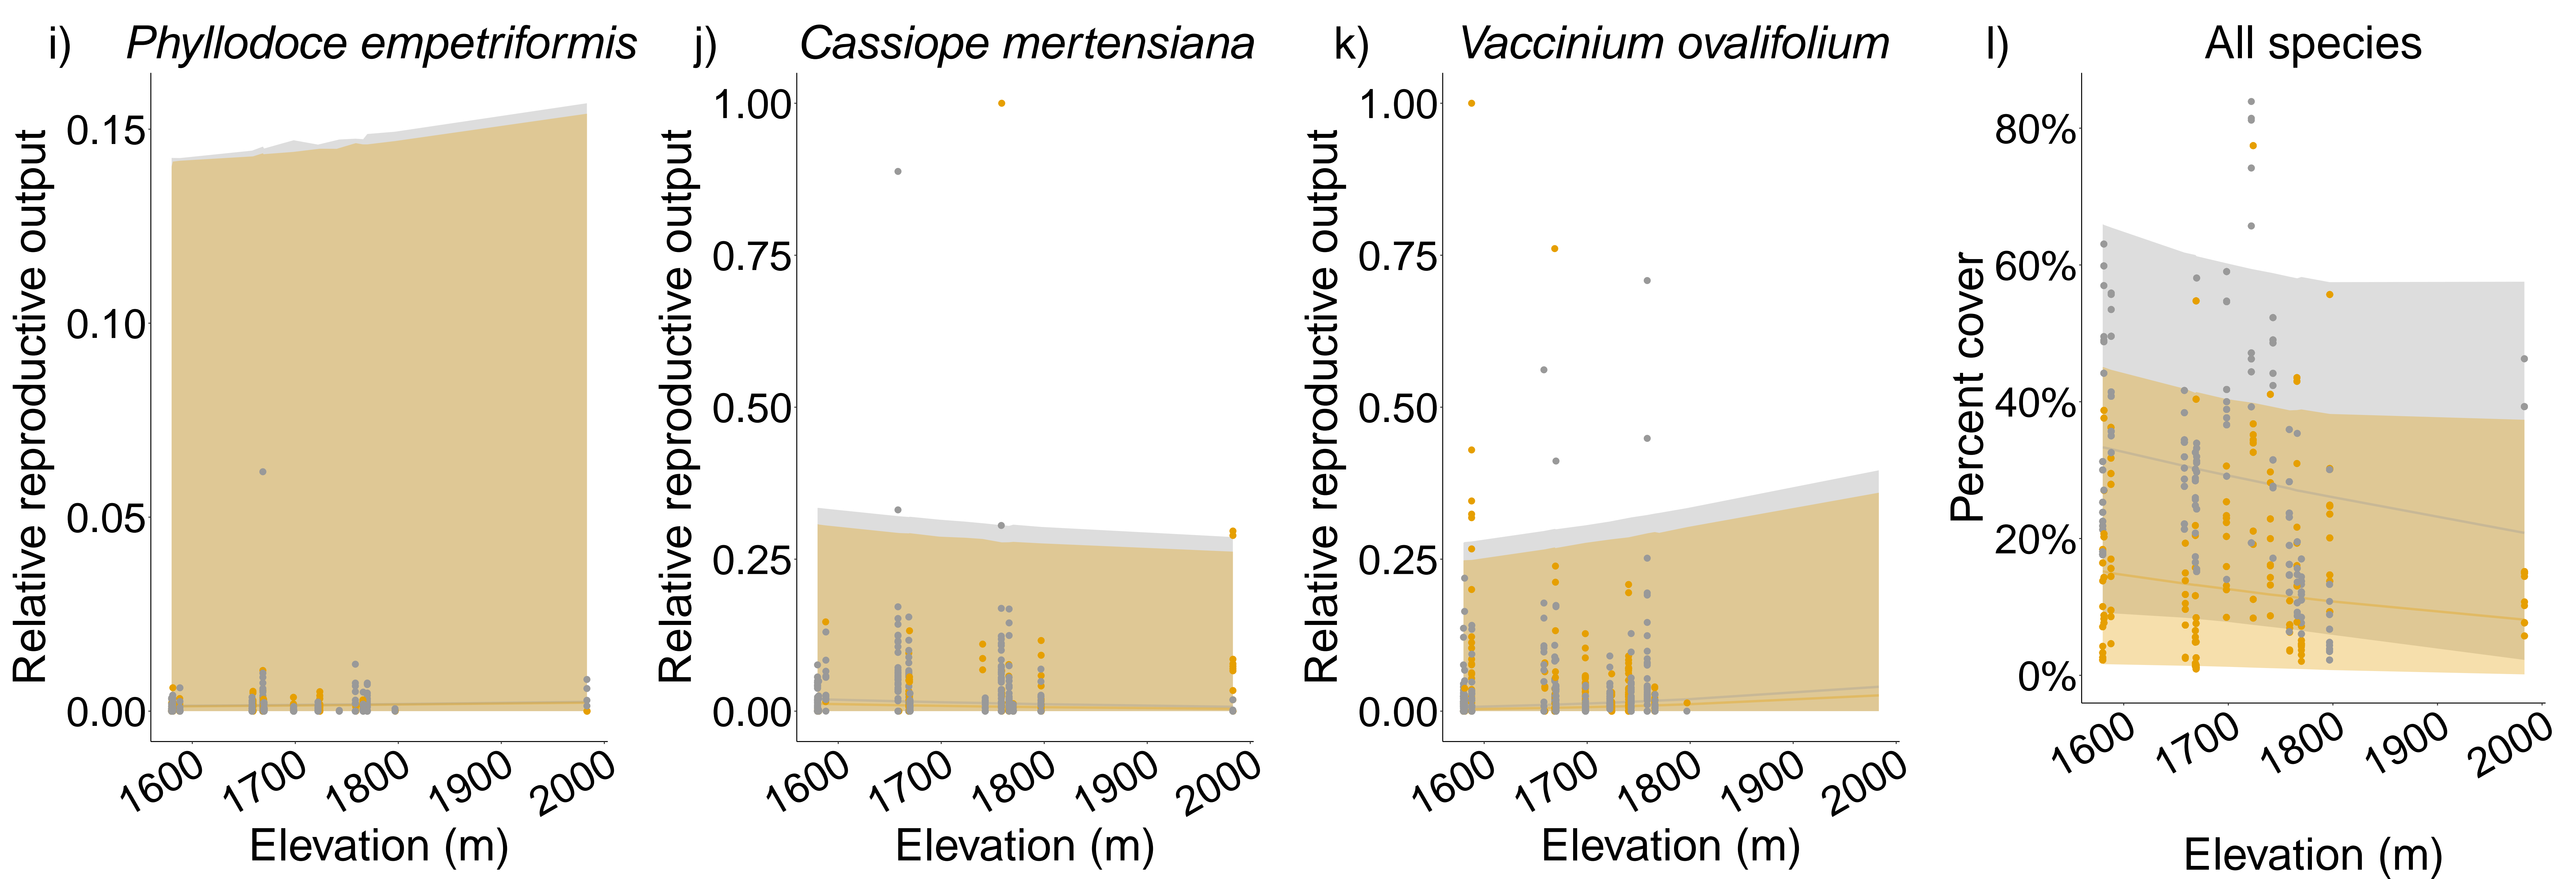 i) Phyllodoce empetriformis
Relative reproductive output
0.15
0.10
0.05
0.00
1600 1700 1800 1900 2000
Elevation (m)
j) Cassiope mertensiana
Relative reproductive output
1.00
0.75
0.50
0.25
0.00
1600 1700 1800 1900 2000
Elevation (m)
k) Vaccinium ovalifolium
Relative reproductive output
1.00
0.75
0.50
0.25
0.00
1600 1700 1800 1900 2000
Elevation (m)
l) All species
Percent cover
80%
60%
40%
20%
0%
1600 1700 1800 1900 2000
Elevation (m)